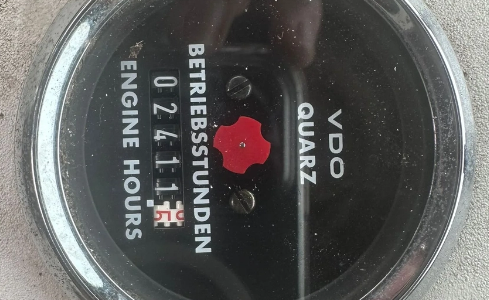 VDO
QUARZ
BETRIEBSSTUNDEN
02411
ENGINE HOURS